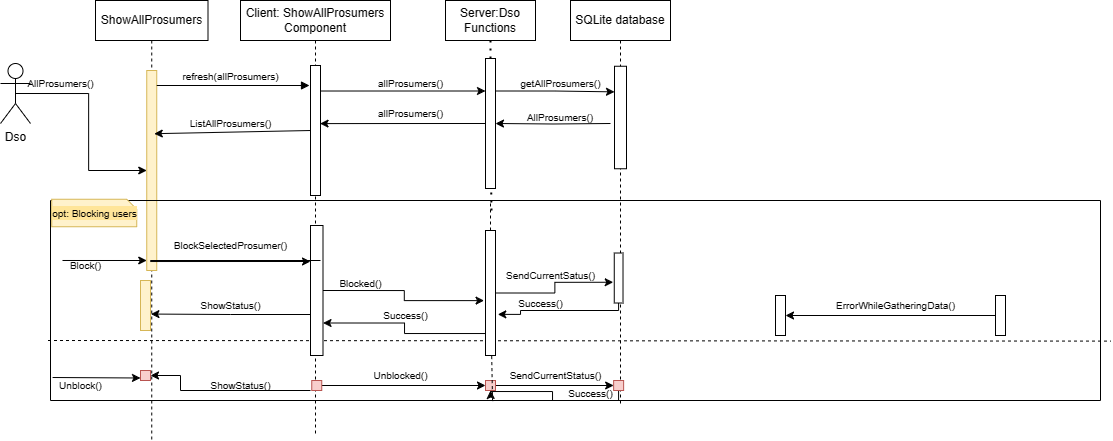 ShowAllProsumers
Client: ShowAllProsumers
Component
Server:Dso
Functions
SQLite database
AllProsumers()
Dso
refresh(allProsumers)
allProsumers()
getAllProsumers()
ListAllProsumers()
allProsumers()
AllProsumers()
opt: Blocking users
Block()
BlockSelectedProsumer()
Blocked()
SendCurrentSatus()
ShowStatus()
Success()
Success()
ErrorWhileGatheringData()
Unblock()
ShowStatus()
Unblocked()
SendCurrentStatus()
Success()